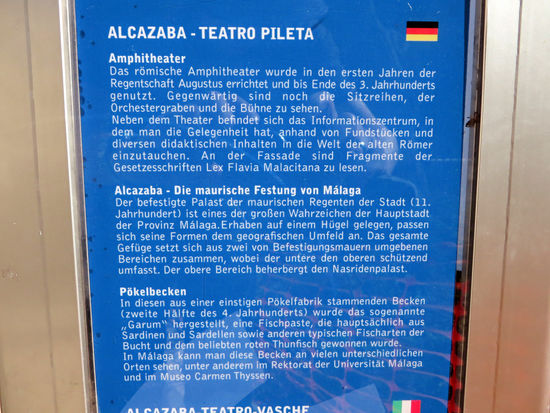 ALCAZABA - TEATRO PILETA
Amphitheater
Das römische Amphitheater wurde in den ersten Jahren der
Regentschaft Augustus errichtet und bis Ende des 3. Jahrhunderts
genutzt. Gegenwärtig sind noch die Sitzreihen, der
Orchestergraben und die Bühne zu sehen.
Neben dem Theater befindet sich das Informationszentrum, in
dem man die Gelegenheit hat, anhand von Fundstücken und
diversen didaktischen Inhalten in die Welt der alten Römer
einzutauchen. An der Fassade sind Fragmente der
Gesetzesschriften Lex Flavia Malacitana zu lesen.
Alcazaba - Die maurische Festung von Málaga
Der befestigte Palast der maurischen Regenten der Stadt (11.
Jahrhundert) ist eines der großen Wahrzeichen der Hauptstadt
der Provinz Málaga.Erhaben auf einem Hügel gelegen, passen
sich seine Formen dem geografischen Umfeld an. Das gesamte
Gefüge setzt sich aus zwei von Befestigungsmauern umgebenen
Bereichen zusammen, wobei der untere den oberen schützend
umfasst. Der obere Bereich beherbergt den Nasridenpalast.
Pökelbecken
In diesen aus einer einstigen Pökelfabrik stammenden Becken
(zweite Hälfte des 4. Jahrhunderts) wurde das sogenannte
„Garum" hergestellt, eine Fischpaste, die hauptsächlich aus
Sardinen und Sardellen sowie anderen typischen Fischarten der
Bucht und dem beliebten roten Thunfisch gewonnen wurde.
In Málaga kann man diese Becken an vielen unterschiedlichen
Orten sehen, unter anderem im Rektorat der Universität Málaga
und im Museo Carmen Thyssen.
ALCAZABA TEATRO-VASCHE